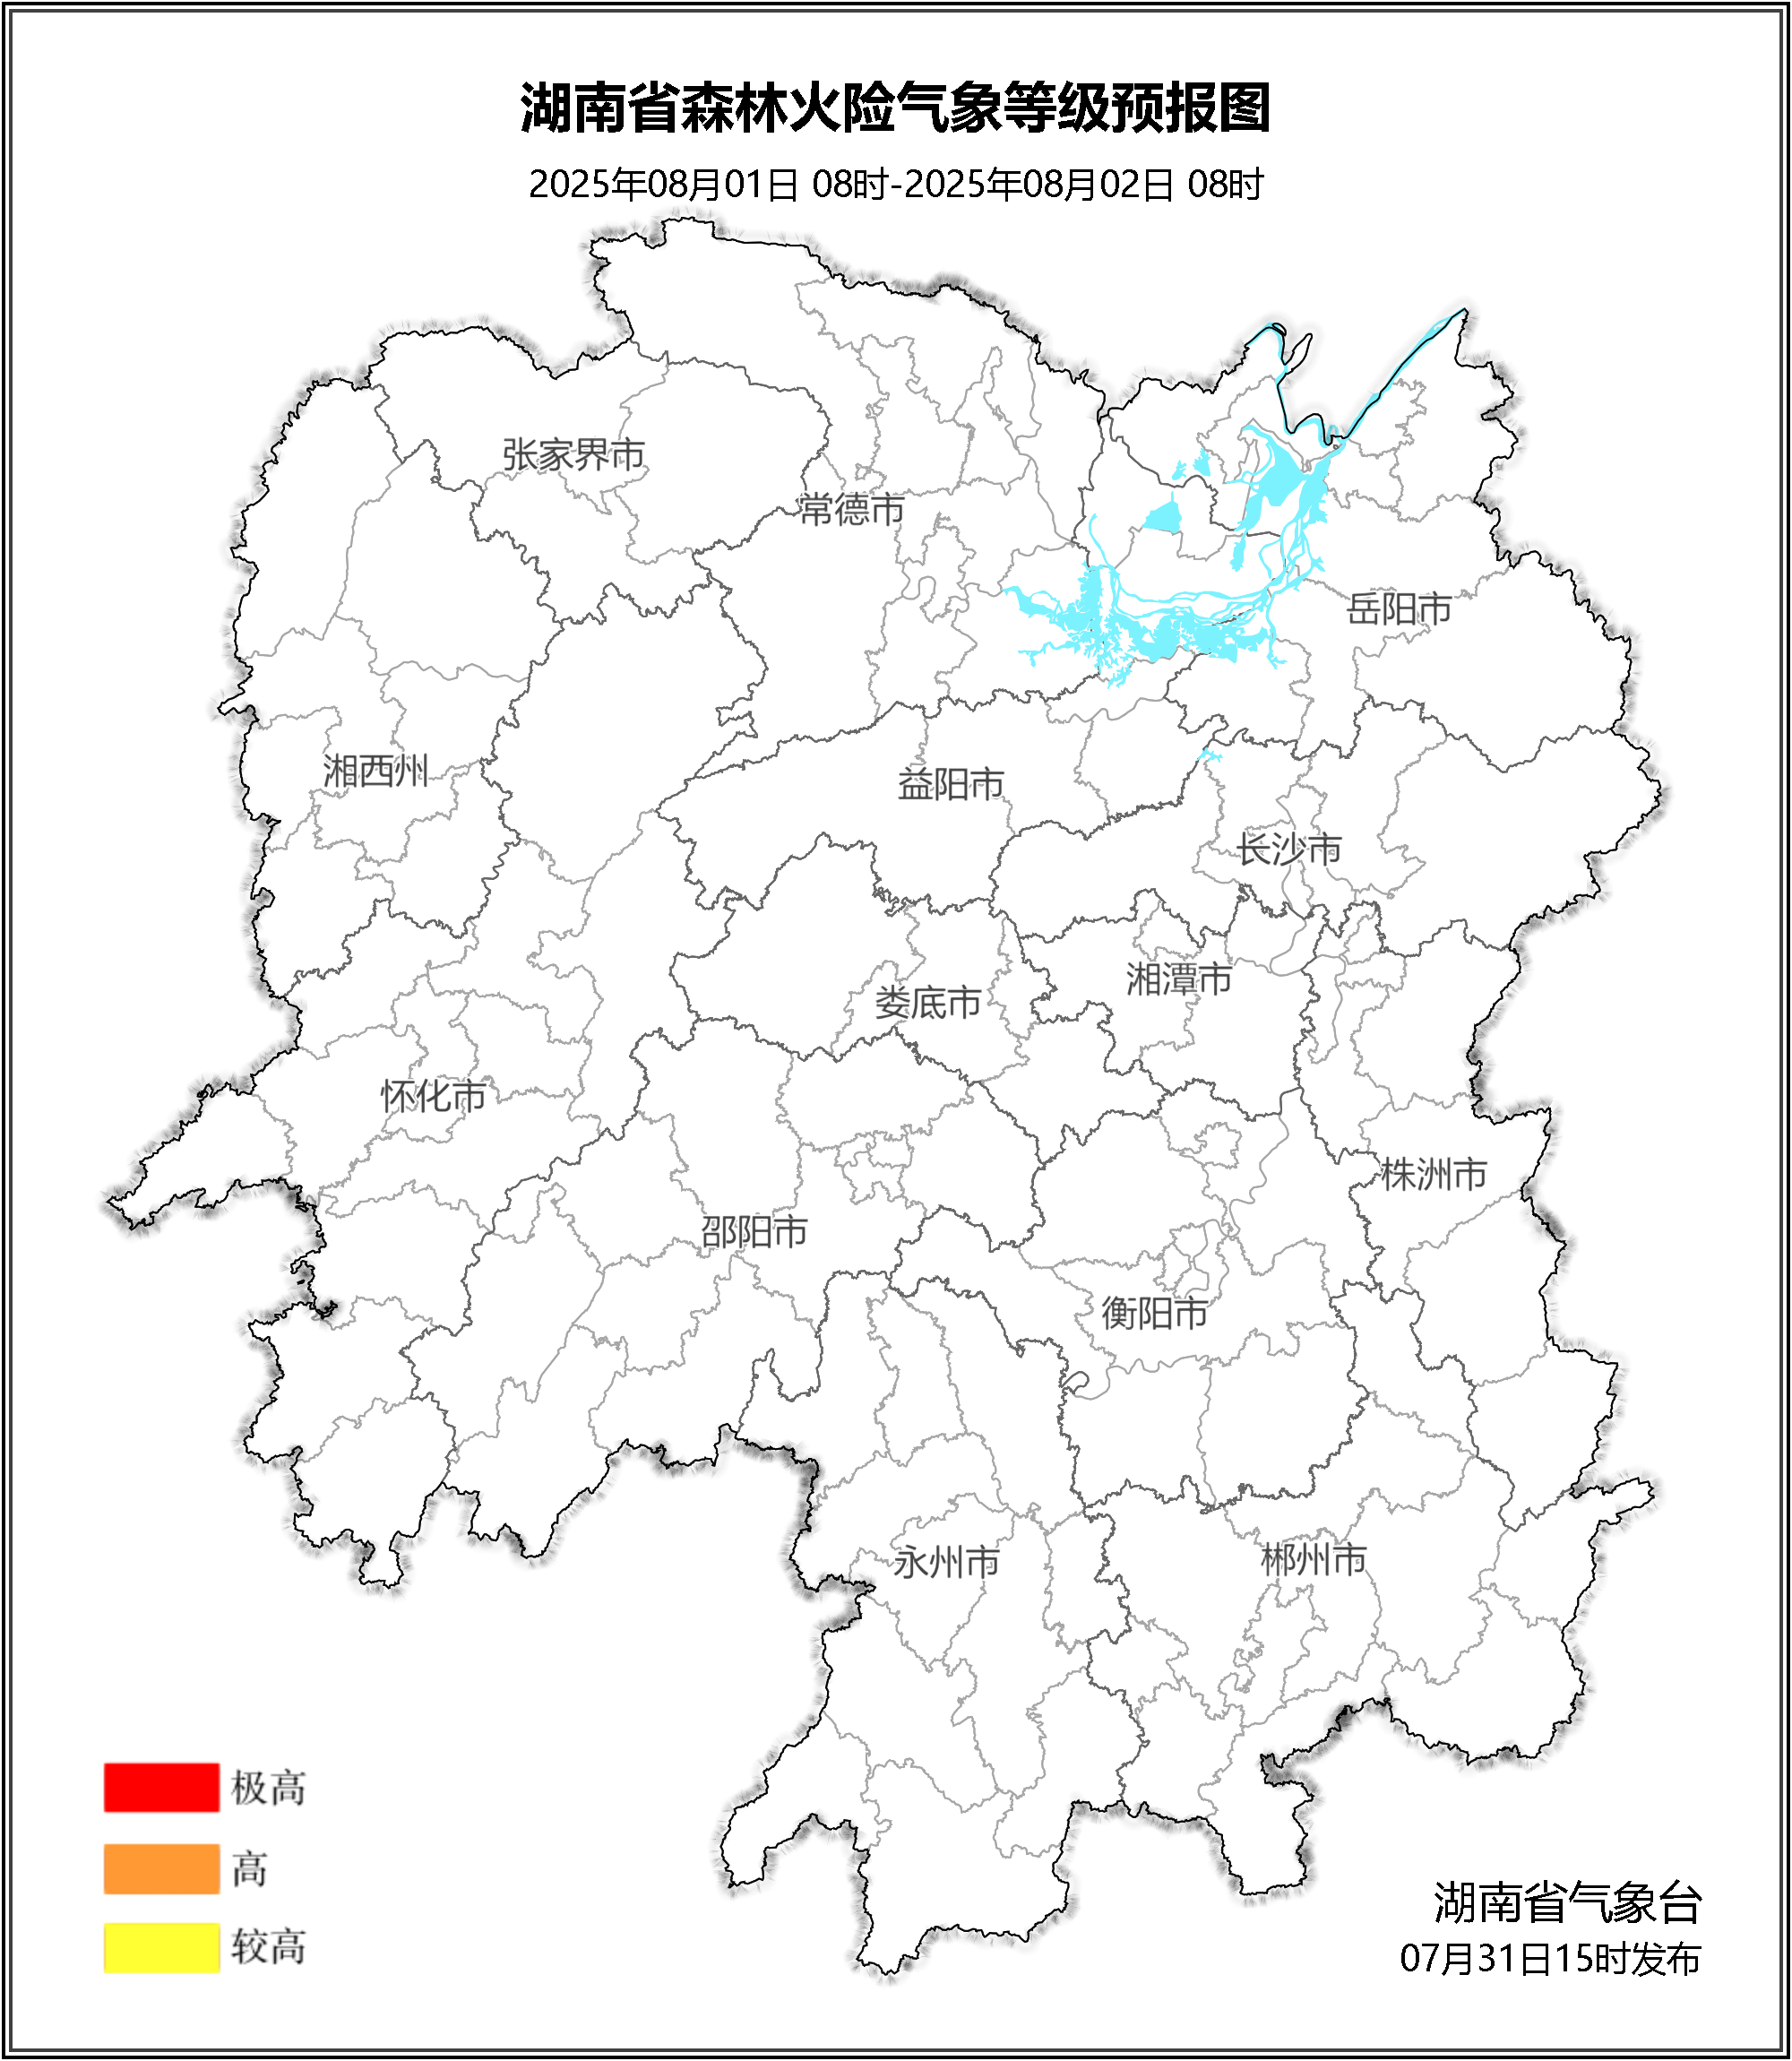 湖南省森林火险气象等级预报图
2025年08月01日 08时-2025年08月02日 08时
张家界市
常德市
岳阳市
湘西州
益阳市
长沙市
湘潭市
娄底市
怀化市
株洲市
邵阳市
衡阳市
永州市
郴州市
极高
高
较高
湖南省气象台
07月31日15时发布